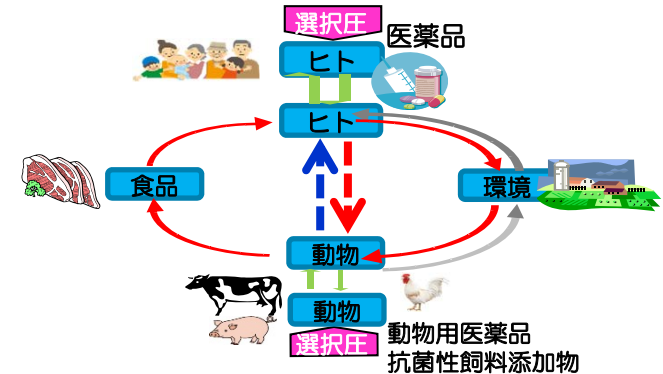 選択圧
医薬品
ヒト
ヒト
食品
環境
動物
動物
動物用医薬品
抗菌性飼料添加物
選択圧